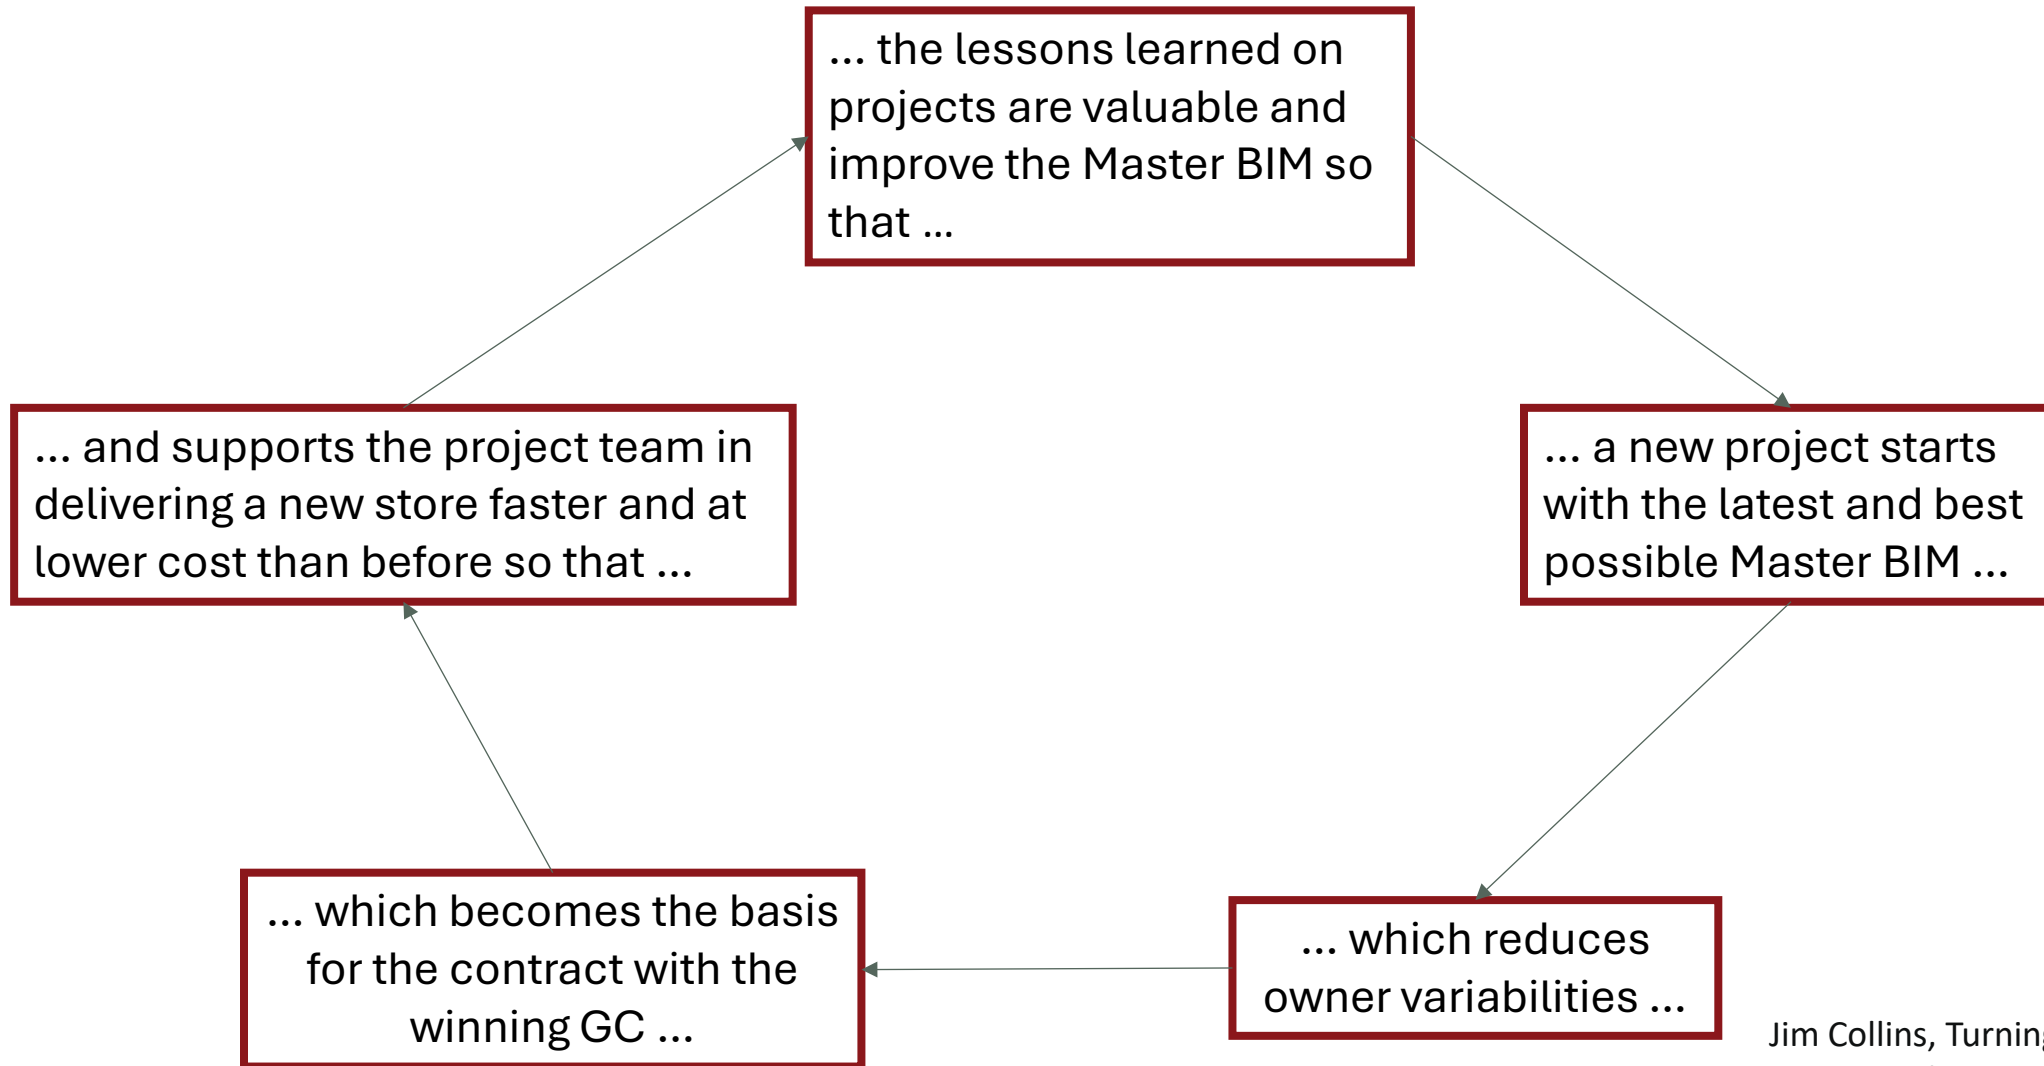 ... the lessons learned on
projects are valuable and
improve the Master BIM so
that ...
... and supports the project team in
delivering a new store faster and at
lower cost than before so that ...
... a new project starts
with the latest and best
possible Master BIM ...
... which becomes the basis
for the contract with the
winning GC ...
... which reduces
owner variabilities ...
Jim Collins, Turning